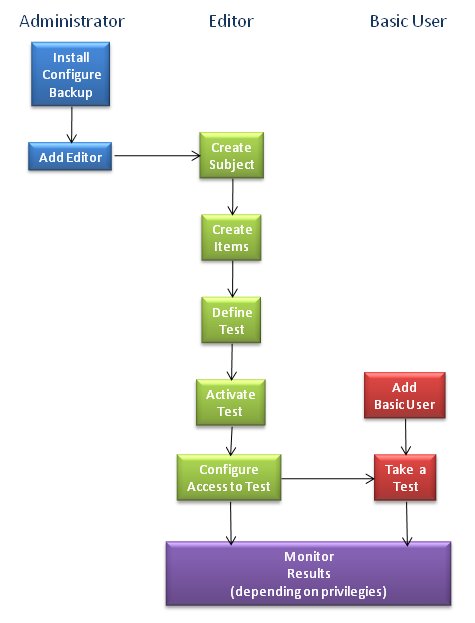 Administrator Editor Basic User
Install
Configure
Backup
Add Editor
Create
Subject
Create
Items
Define
Test
Activate
Test
Add
Basic User
Configure
Access to Test
Take a
Test
Monitor
Results
(depending on privilegies)